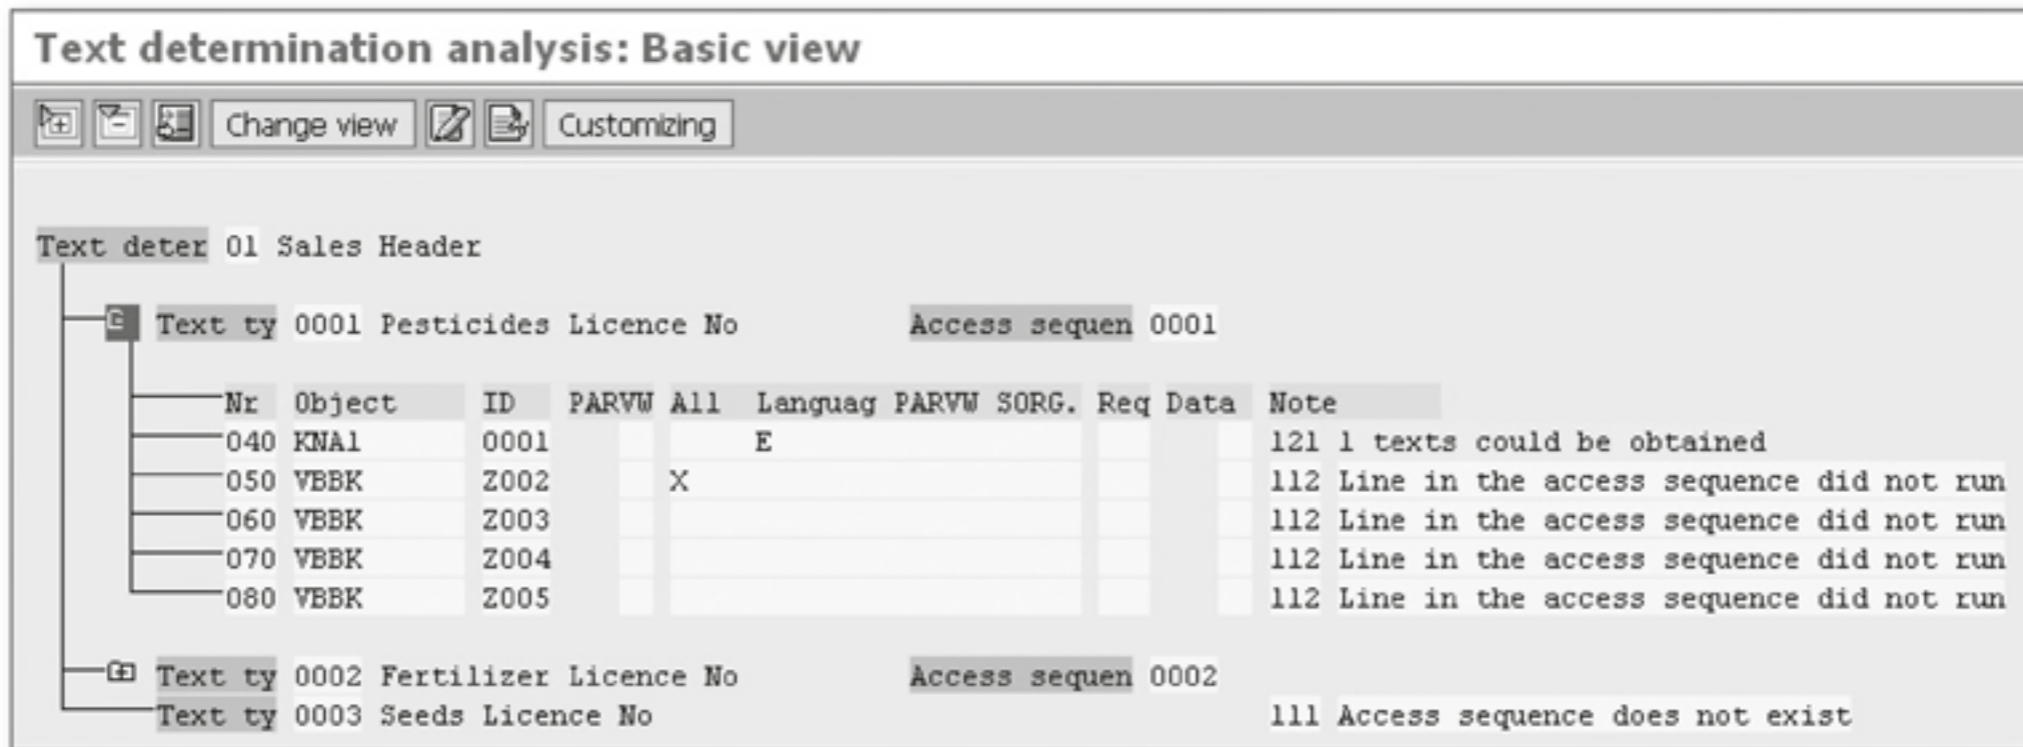 Text determination analysis: Basic view
Change view Customizing
Text deter 01 Sales Header
Text ty 0001 Pesticides Licence No Access sequen 0001
Nr Object ID PARVW All Languag PARVW SORG. Req Data Note
040 KNA1 0001 E 121 1 texts could be obtained
050 VBBK Z002 X 112 Line in the access sequence did not run
060 VBBK Z003 112 Line in the access sequence did not run
070 VBBK Z004 112 Line in the access sequence did not run
080 VBBK Z005 112 Line in the access sequence did not run
Text ty 0002 Fertilizer Licence No Access sequen 0002
Text ty 0003 Seeds Licence No 111 Access sequence does not exist